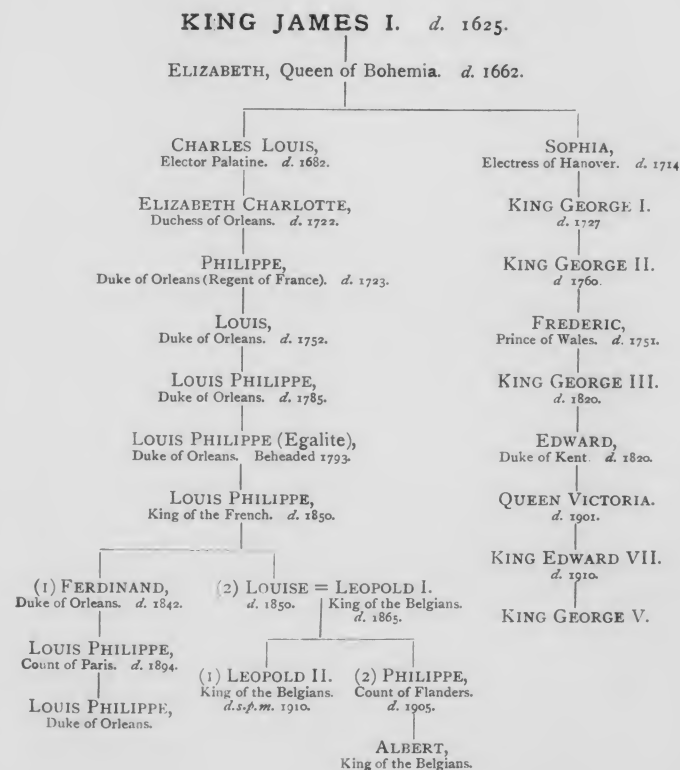 KING JAMES I. d. 1625.
ELIZABETH, Queen of Bohemia. d. 1662.
CHARLES LOUIS,
Elector Palatine. d. 1682.
ELIZABETH CHARLOTTE,
Duchess of Orleans. d. 1722.
PHILIPPE,
Duke of Orleans (Regent of France). d. 1723.
LOUIS,
Duke of Orleans. d. 1752.
LOUIS PHILIPPE,
Duke of Orleans. d. 1785.
LOUIS PHILIPPE (Egalite),
Duke of Orleans. Beheaded 1793.
LOUIS PHILIPPE,
King of the French. d. 1850.
(1) FERDINAND,
Duke of Orleans. d. 1842.
LOUIS PHILIPPE,
Count of Paris. d. 1894.
LOUIS PHILIPPE,
Duke of Orleans.
(2) LOUISE = LEOPOLD I.
d. 1850. King of the Belgians.
d. 1865.
(1) LEOPOLD II.
King of the Belgians.
d.s.p.m. 1910.
(2) PHILIPPE,
Count of Flanders.
d. 1905.
ALBERT,
King of the Belgians.
SOPHIA,
Electress of Hanover. d. 1714
KING GEORGE I.
d. 1727
KING GEORGE II.
d 1760.
FREDERIC,
Prince of Wales. d. 1751.
KING GEORGE III.
d. 1820.
EDWARD,
Duke of Kent d. 1820.
QUEEN VICTORIA.
d. 1901.
KING EDWARD VII.
d. 1910.
KING GEORGE V.